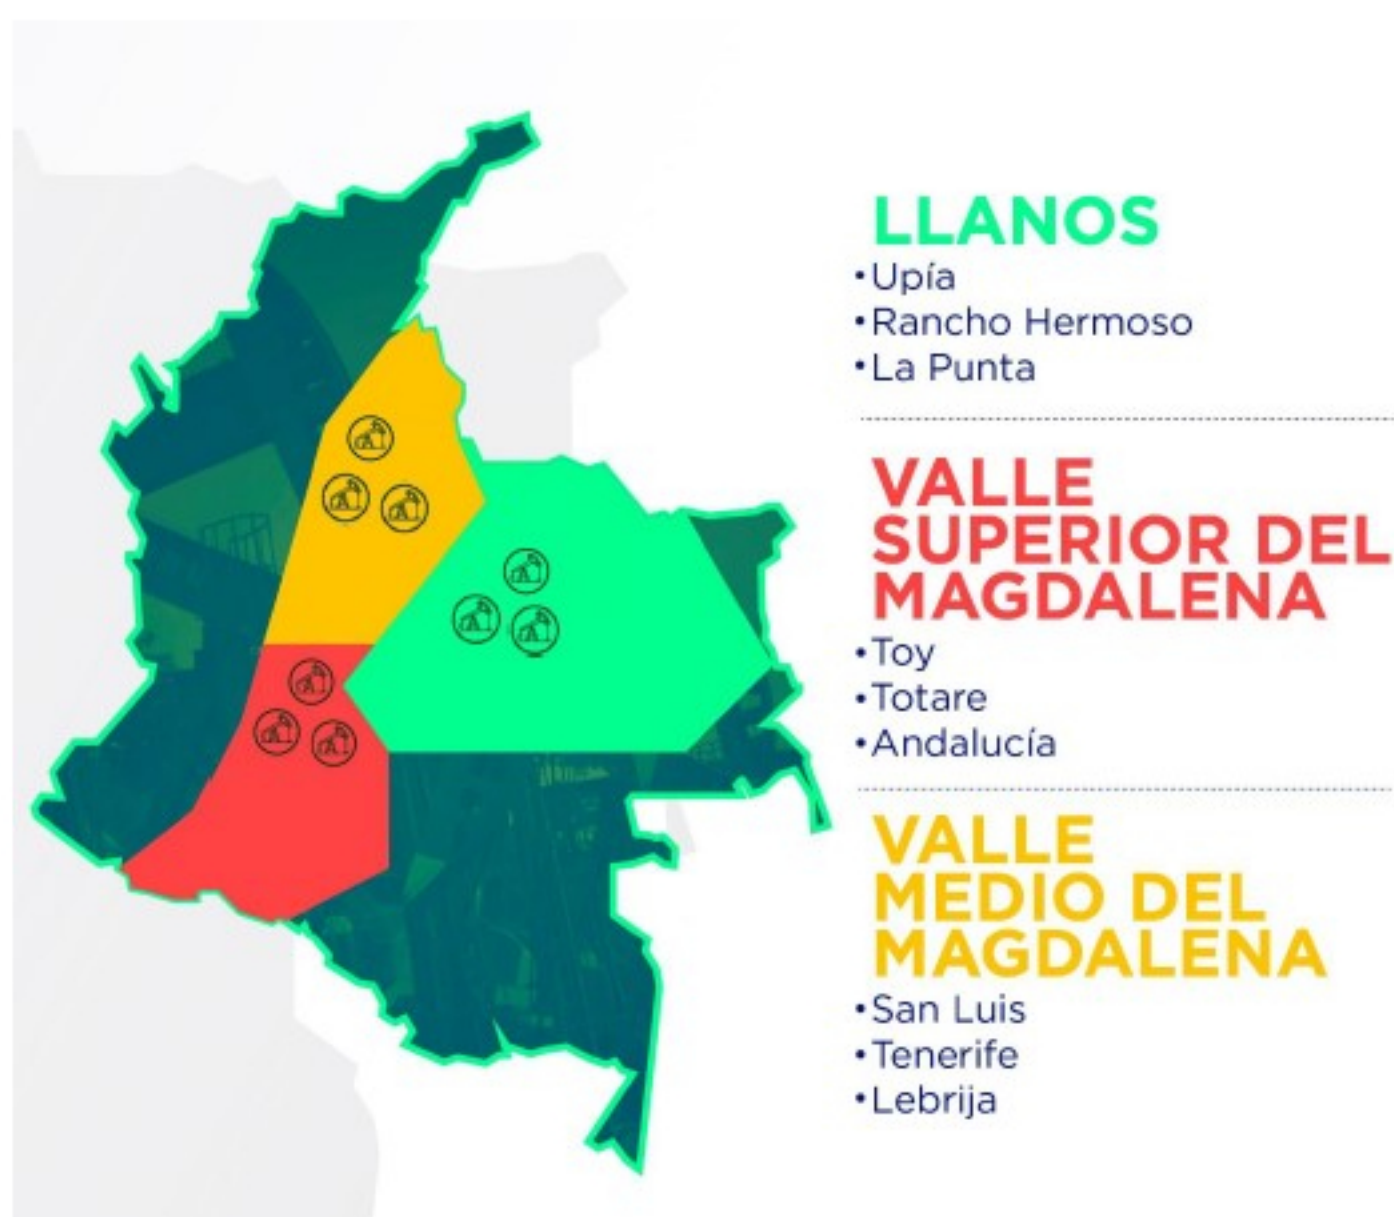 LLANOS
•Upía
•Rancho Hermoso
•La Punta
VALLE
SUPERIOR DEL
MAGDALENA
•Toy
•Totare
•Andalucía
VALLE
MEDIO DEL
MAGDALENA
•San Luis
•Tenerife
•Lebrija